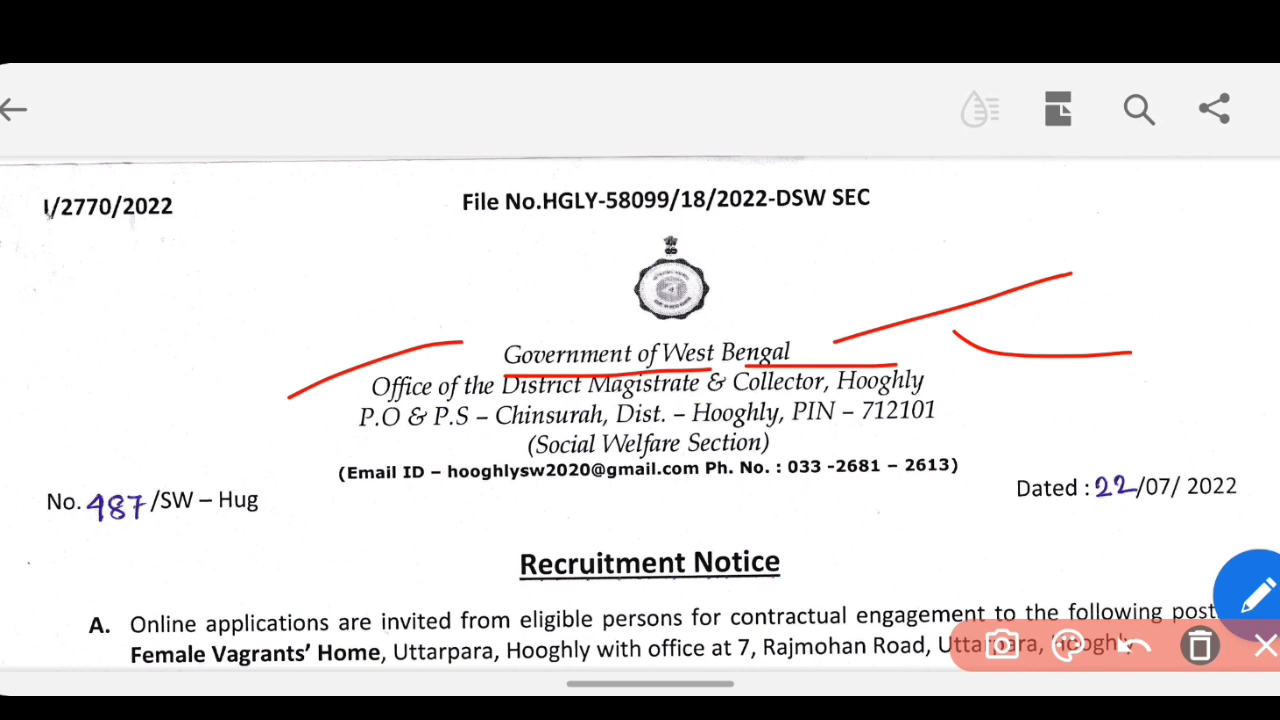 I/2770/2022
File No.HGLY-58099/18/2022-DSW SEC
Government of West Bengal
Office of the District Magistrate & Collector, Hooghly
P.O & P.S – Chinsurah, Dist. – Hooghly, PIN – 712101
(Social Welfare Section)
(Email ID – hooghlysw2020@gmail.com Ph. No. : 033 -2681 – 2613)
No. 487/SW – Hug
Dated : 22/07/ 2022
Recruitment Notice
A. Online applications are invited from eligible persons for contractual engagement to the following post
Female Vagrants' Home, Uttarpara, Hooghly with office at 7, Rajmohan Road, Uttarpara, Hooghly